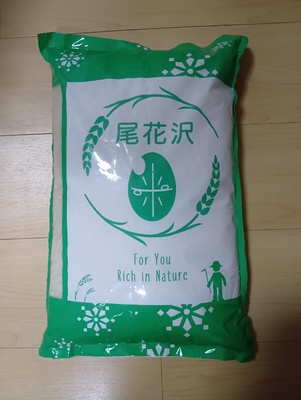 尾花沢
For You
Rich in Nature